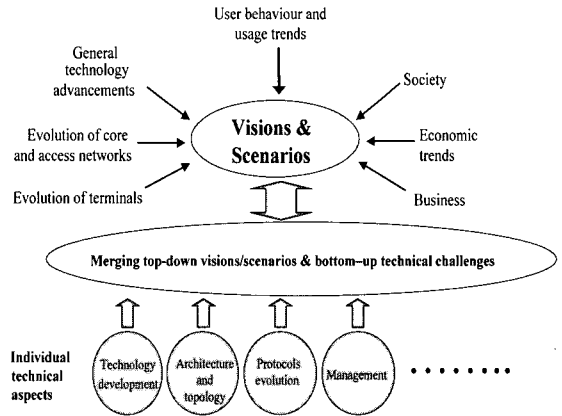 User behaviour and
usage trends
General
technology
advancements
Society
Visions &
Scenarios
Evolution of core
and access networks
Economic
trends
Evolution of terminals
Business
Merging top-down visions/scenarios & bottom–up technical challenges
Individual
technical
aspects
Technology
development
Architecture
and
topology
Protocols
evolution
Management